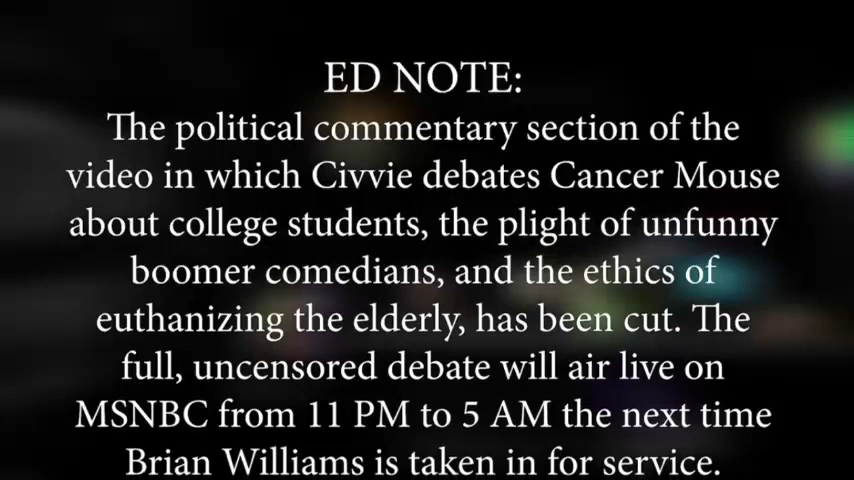 ED NOTE:
The political commentary section of the
video in which Civvie debates Cancer Mouse
about college students, the plight of unfunny
boomer comedians, and the ethics of
euthanizing the elderly, has been cut. The
full, uncensored debate will air live on
MSNBC from 11 PM to 5 AM the next time
Brian Williams is taken in for service.